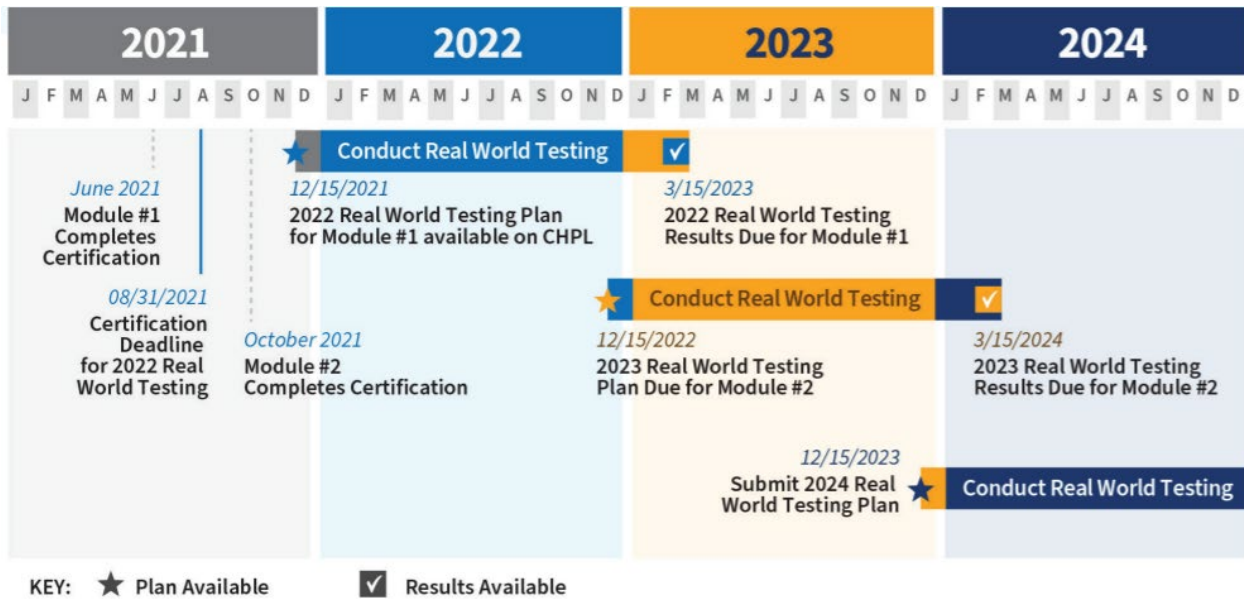 2021 2022 2023 2024
J F M A M J J A S O N D J F M A M J J A S O N D J F M A M J J A S O N D J F M A M J J A S O N D
Conduct Real World Testing
June 2021
Module #1
Completes
Certification
12/15/2021
2022 Real World Testing Plan
for Module #1 available on CHPL
3/15/2023
2022 Real World Testing
Results Due for Module #1
08/31/2021
Certification
Deadline
for 2022 Real
World Testing
October 2021
Module #2
Completes Certification
Conduct Real World Testing
12/15/2022
2023 Real World Testing
Plan Due for Module #2
3/15/2024
2023 Real World Testing
Results Due for Module #2
12/15/2023
Submit 2024 Real
World Testing Plan
Conduct Real World Testing
KEY: Plan Available Results Available